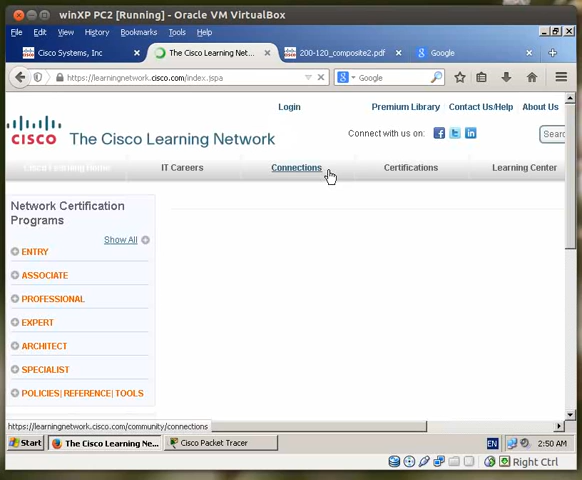 winXP PC2 [Running] - Oracle VM VirtualBox
File Edit View History Bookmarks Tools Help
Cisco Systems, Inc The Cisco Learning Net... 200-120_composite2.pdf Google
https://learningnetwork.cisco.com/index.jspa Google
Login Premium Library Contact Us/Help About Us
CISCO The Cisco Learning Network Connect with us on: Searc
Cisco Learning Home IT Careers Connections Certifications Learning Center
Network Certification
Programs
Show All
ENTRY
ASSOCIATE
PROFESSIONAL
EXPERT
ARCHITECT
SPECIALIST
POLICIES| REFERENCE| TOOLS
https://learningnetwork.cisco.com/community/connections
Start The Cisco Learning Ne... Cisco Packet Tracer EN 2:50 AM
Right Ctrl